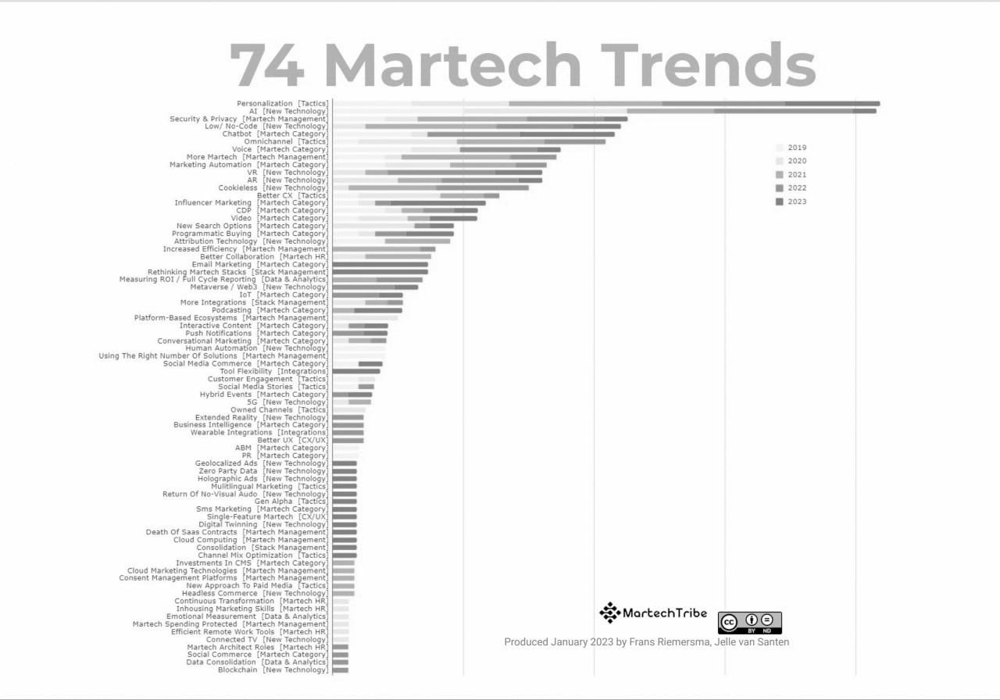 74 Martech Trends
Personalization [Tactics]
AI [New Technology]
Security & Privacy [Martech Management]
Low/ No-Code [New Technology]
Chatbot [Martech Category]
Omnichannel [Tactics]
Voice [Martech Category]
More Martech [Martech Management]
Marketing Automation [Martech Category]
VR [New Technology]
AR [New Technology]
Cookieless [New Technology]
Better CX [Tactics]
Influencer Marketing [Martech Category]
CDP [Martech Category]
Video [Martech Category]
New Search Options [Martech Category]
Programmatic Buying [Martech Category]
Attribution Technology [New Technology]
Increased Efficiency [Martech Management]
Better Collaboration [Martech HR]
Email Marketing [Martech Category]
Rethinking Martech Stacks [Stack Management]
Measuring ROI / Full Cycle Reporting [Data & Analytics]
Metaverse / Web3 [New Technology]
IoT [Martech Category]
More Integrations [Stack Management]
Podcasting [Martech Category]
Platform-Based Ecosystems [Martech Management]
Interactive Content [Martech Category]
Push Notifications [Martech Category]
Conversational Marketing [Martech Category]
Human Automation [New Technology]
Using The Right Number Of Solutions [Martech Management]
Social Media Commerce [Martech Category]
Tool Flexibility [Integrations]
Customer Engagement [Tactics]
Social Media Stories [Tactics]
Hybrid Events [Martech Category]
5G [New Technology]
Owned Channels [Tactics]
Extended Reality [New Technology]
Business Intelligence [Martech Category]
Wearable Integrations [Integrations]
Better UX [CX/UX]
ABM [Martech Category]
PR [Martech Category]
Geolocalized Ads [New Technology]
Zero Party Data [New Technology]
Holographic Ads [New Technology]
Mulitlingual Marketing [Tactics]
Return Of No-Visual Audo [New Technology]
Gen Alpha [Tactics]
Sms Marketing [Martech Category]
Single-Feature Martech [CX/UX]
Digital Twinning [New Technology]
Death Of Saas Contracts [Martech Management]
Cloud Computing [Martech Management]
Consolidation [Stack Management]
Channel Mix Optimization [Tactics]
Investments In CMS [Martech Category]
Cloud Marketing Technologies [Martech Management]
Consent Management Platforms [Martech Management]
New Approach To Paid Media [Tactics]
Headless Commerce [New Technology]
Continuous Transformation [Martech HR]
Inhousing Marketing Skills [Martech HR]
Emotional Measurement [Data & Analytics]
Martech Spending Protected [Martech Management]
Efficient Remote Work Tools [Martech HR]
Connected TV [New Technology]
Martech Architect Roles [Martech HR]
Social Commerce [Martech Category]
Data Consolidation [Data & Analytics]
Blockchain [New Technology]
2019
2020
2021
2022
2023
MartechTribe
CC BY ND
Produced January 2023 by Frans Riemersma, Jelle van Santen